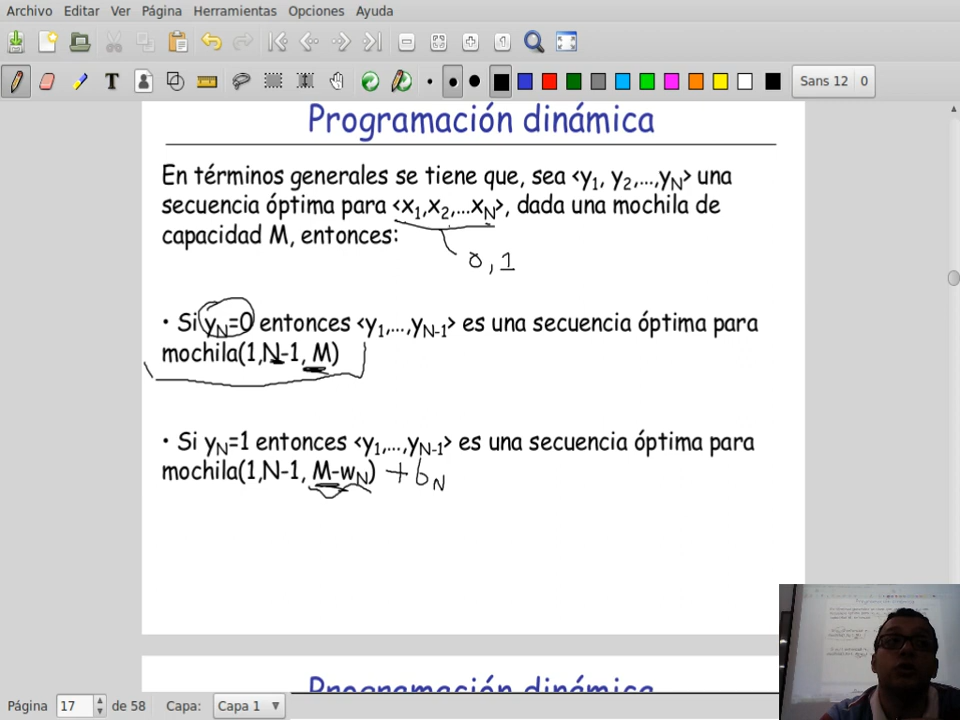 Archivo Editar Ver Página Herramientas Opciones Ayuda
T Sans 12 0
Programación dinámica
En términos generales se tiene que, sea <y1, y2,...,yN> una
secuencia óptima para <x1,x2,...xN>, dada una mochila de
capacidad M, entonces:
0,1
• Si yN=0 entonces <y1,...,yN-1> es una secuencia óptima para
mochila(1,N-1, M)
• Si yN=1 entonces <y1,...,yN-1> es una secuencia óptima para
mochila(1,N-1, M-wN) + bN
Programación dinámica
Página 17 de 58 Capa: Capa 1